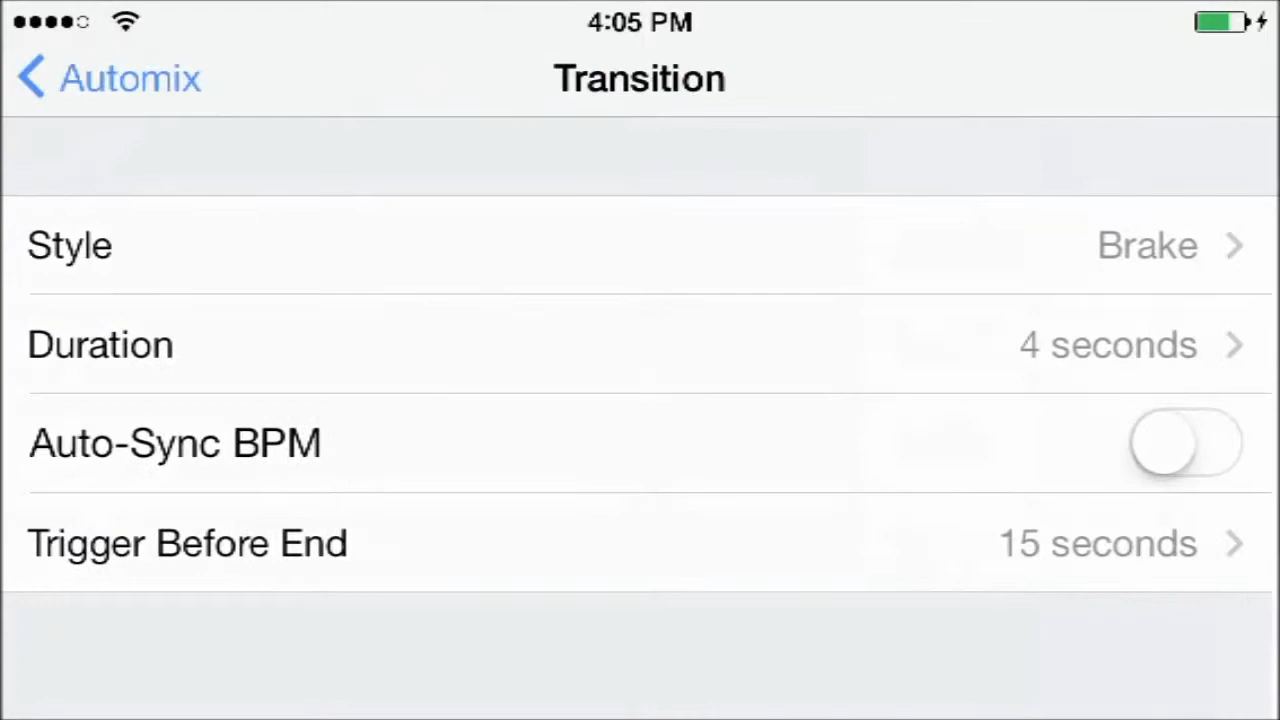 4:05 PM
Automix
Transition
Style Brake
Duration 4 seconds
Auto-Sync BPM
Trigger Before End 15 seconds